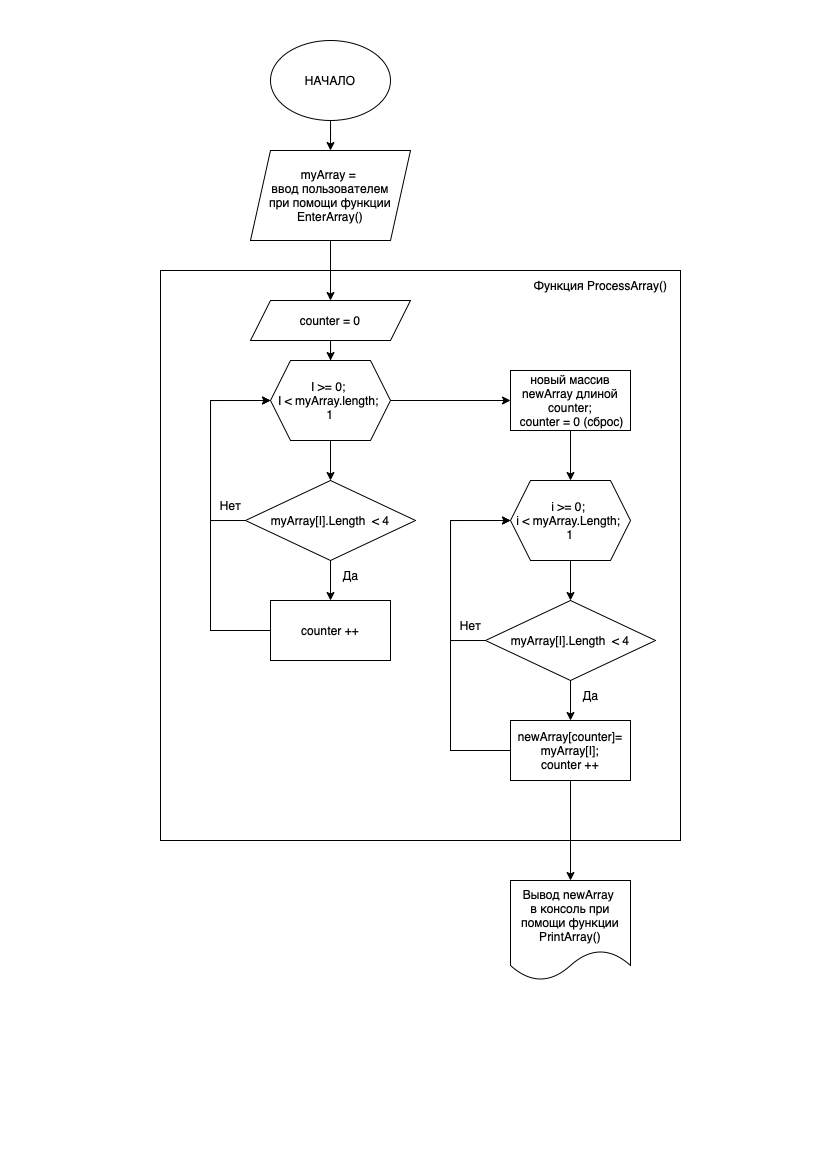 НАЧАЛО
myArray =
ввод пользователем
при помощи функции
EnterArray()
Функция ProcessArray()
counter = 0
I >= 0;
I < myArray.length;
1
myArray[I].Length < 4
Нет
Да
counter ++
новый массив
newArray длиной
counter;
counter = 0 (сброс)
i >= 0;
i < myArray.Length;
1
myArray[I].Length < 4
Нет
Да
newArray[counter]=
myArray[I];
counter ++
Вывод newArray
в консоль при
помощи функции
PrintArray()